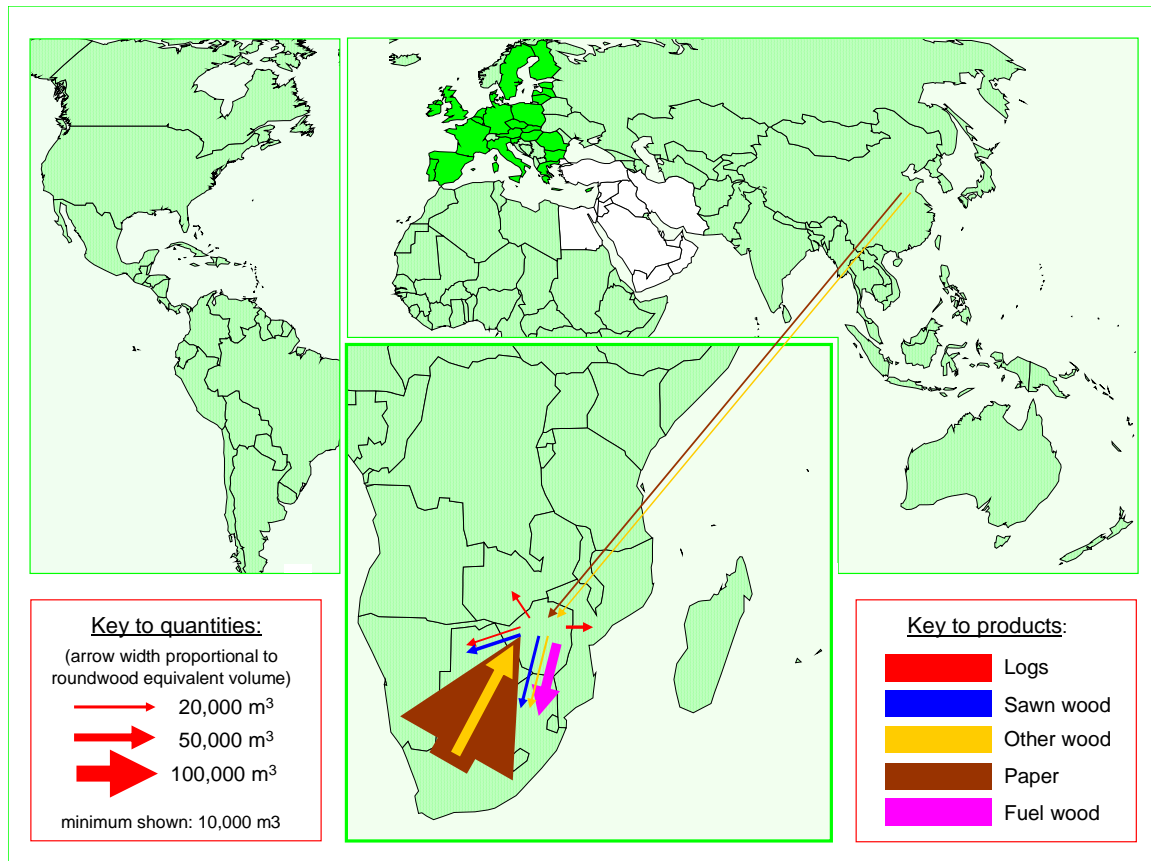 Key to quantities:
(arrow width proportional to
roundwood equivalent volume)
20,000 m³
50,000 m³
100,000 m³
minimum shown: 10,000 m3
Key to products:
Logs
Sawn wood
Other wood
Paper
Fuel wood